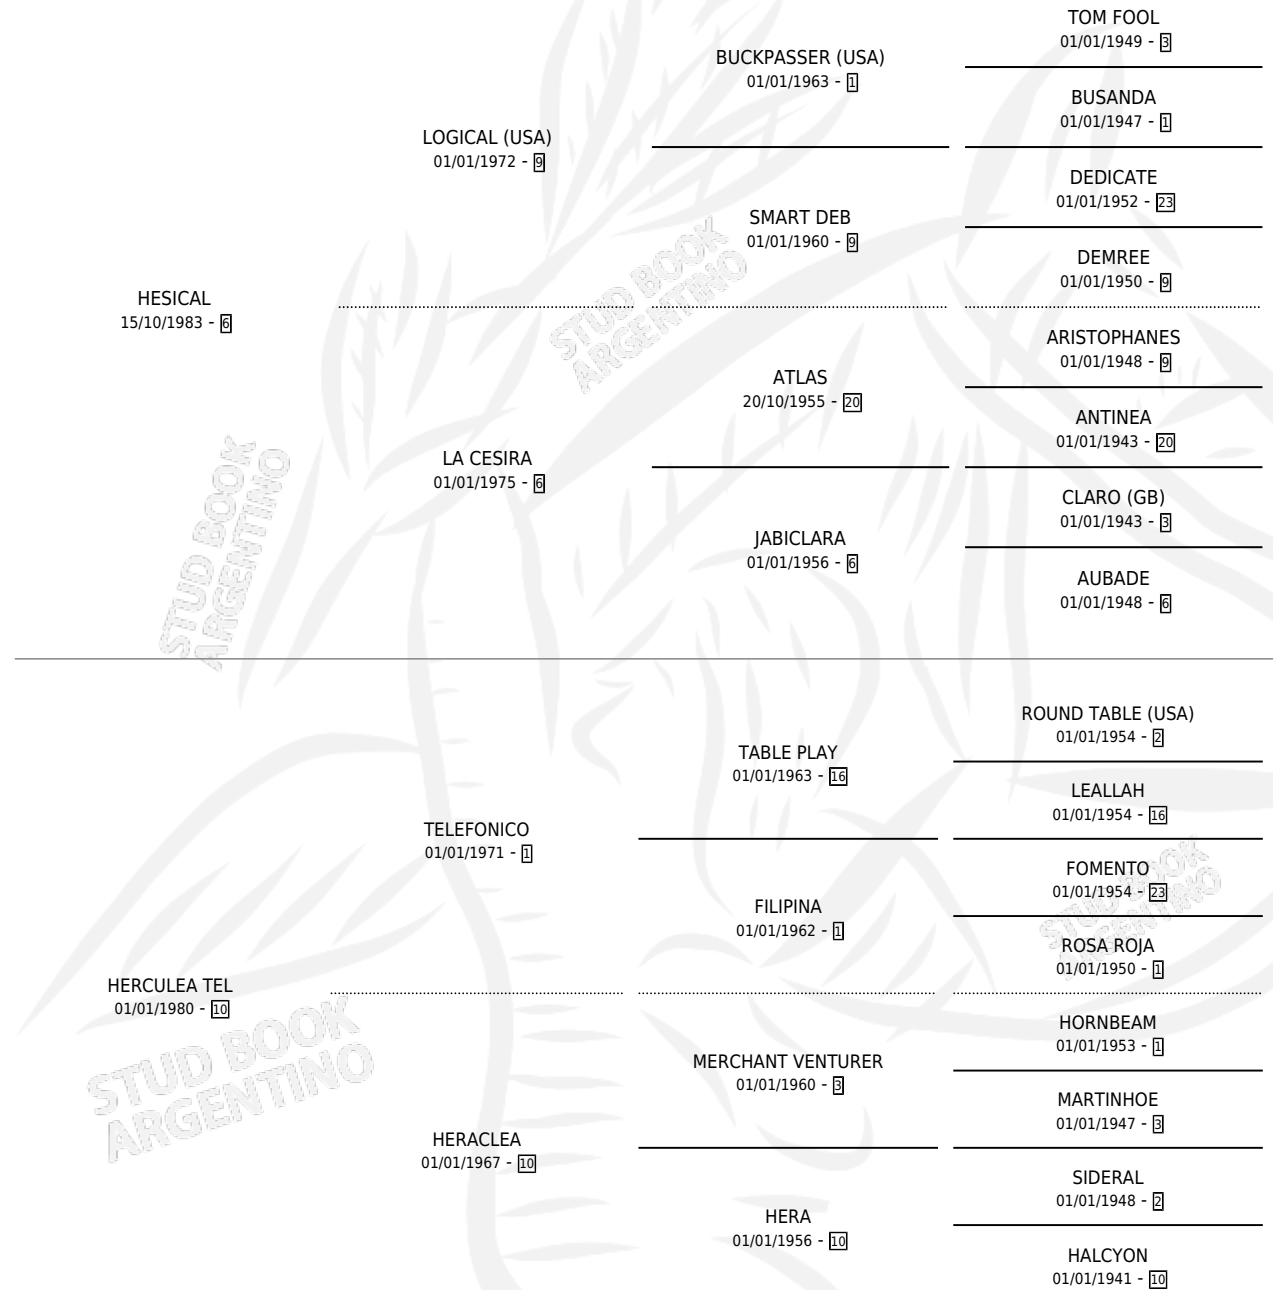 TOM FOOL
01/01/1949 - 3
BUCKPASSER (USA)
01/01/1963 - 1
BUSANDA
01/01/1947 - 1
LOGICAL (USA)
01/01/1972 - 9
DEDICATE
01/01/1952 - 23
SMART DEB
01/01/1960 - 9
DEMREE
01/01/1950 - 9
HESICAL
15/10/1983 - 6
ARISTOPHANES
01/01/1948 - 9
ATLAS
20/10/1955 - 20
ANTINEA
01/01/1943 - 20
LA CESIRA
01/01/1975 - 6
CLARO (GB)
01/01/1943 - 3
JABICLARA
01/01/1956 - 6
AUBADE
01/01/1948 - 6
ROUND TABLE (USA)
01/01/1954 - 2
TABLE PLAY
01/01/1963 - 16
LEALLAH
01/01/1954 - 16
TELEFONICO
01/01/1971 - 1
FOMENTO
01/01/1954 - 23
FILIPINA
01/01/1962 - 1
ROSA ROJA
01/01/1950 - 1
HERCULEA TEL
01/01/1980 - 10
HORNBEAM
01/01/1953 - 1
MERCHANT VENTURER
01/01/1960 - 3
MARTINHOE
01/01/1947 - 3
HERACLEA
01/01/1967 - 10
SIDERAL
01/01/1948 - 2
HERA
01/01/1956 - 10
HALCYON
01/01/1941 - 10
STUD BOOK
ARGENTINO
STUD BOOK
ARGENTINO
STUD BOOK
ARGENTINO
STUD BOOK
ARGENTINO